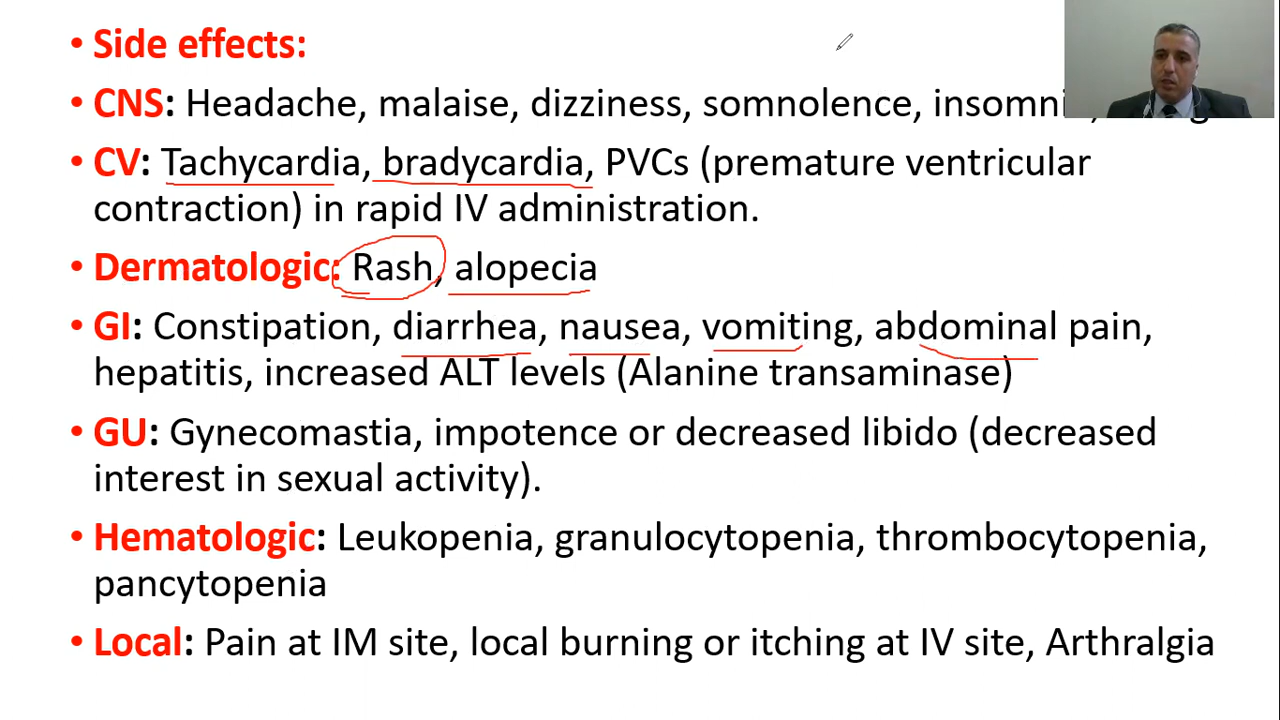 • Side effects:
• CNS: Headache, malaise, dizziness, somnolence,
• CV: Tachycardia, bradycardia, PVCs (premature ventricular
contraction) in rapid IV administration.
• Dermatologic: Rash, alopecia
• GI: Constipation, diarrhea, nausea, vomiting, abdominal pain,
hepatitis, increased ALT levels (Alanine transaminase)
• GU: Gynecomastia, impotence or decreased libido (decreased
interest in sexual activity).
• Hematologic: Leukopenia, granulocytopenia, thrombocytopenia,
pancytopenia
• Local: Pain at IM site, local burning or itching at IV site, Arthralgia